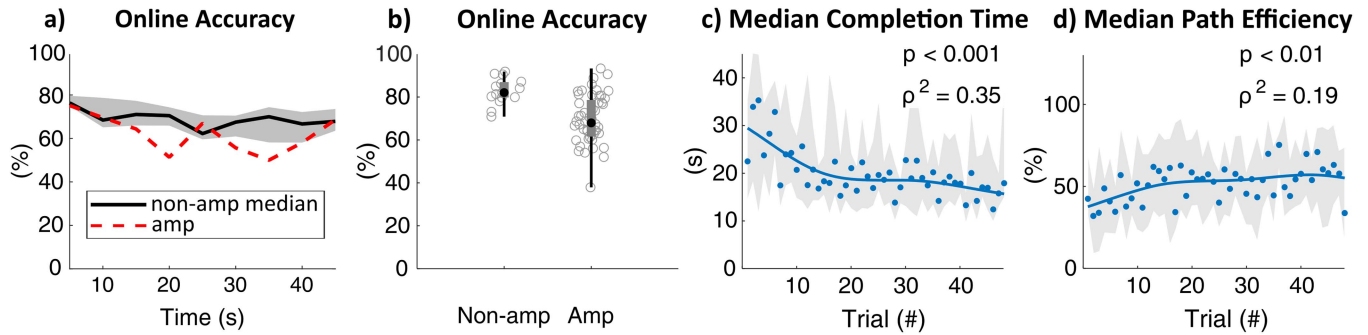 a) Online Accuracy
100
80
60
40
20
0
(%)
10 20 30 40
Time (s)
non-amp median
amp
b) Online Accuracy
100
80
60
40
20
0
(%)
Non-amp Amp
c) Median Completion Time
p < 0.001
ρ² = 0.35
40
30
20
10
0
(s)
10 20 30 40
Trial (#)
d) Median Path Efficiency
p < 0.01
ρ² = 0.19
100
50
0
(%)
10 20 30 40
Trial (#)